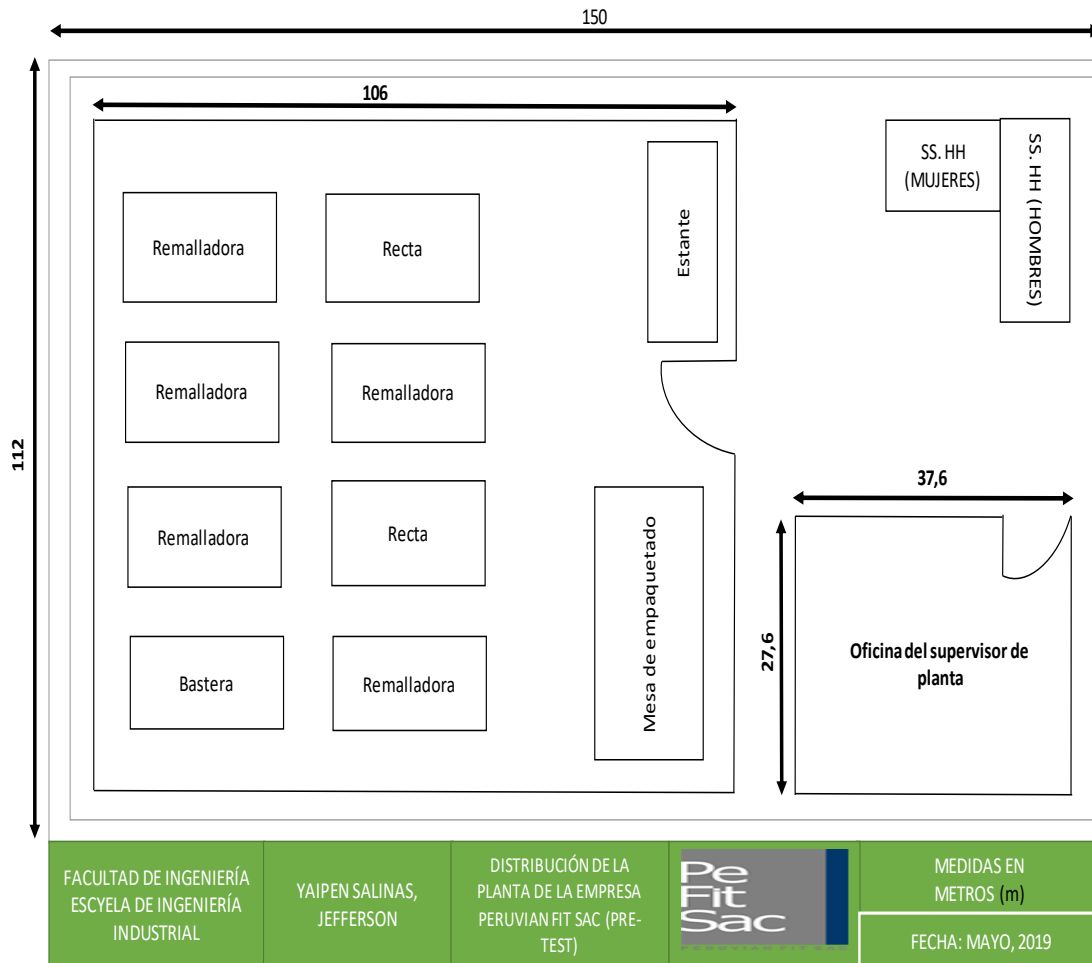 150
106
SS. HH
(MUJERES)
SS. HH (HOMBRES)
Estante
Remalladora
Recta
Remalladora
Remalladora
112
37,6
Remalladora
Recta
Mesa de empaquetado
27,6
Oficina del supervisor de
planta
Bastera
Remalladora
FACULTAD DE INGENIERÍA
ESCYELA DE INGENIERÍA
INDUSTRIAL
YAIPEN SALINAS,
JEFFERSON
DISTRIBUCIÓN DE LA
PLANTA DE LA EMPRESA
PERUVIAN FIT SAC (PRE-
TEST)
Pe
Fit
Sac
PERUVIAN FIT SAC
MEDIDAS EN
METROS (m)
FECHA: MAYO, 2019